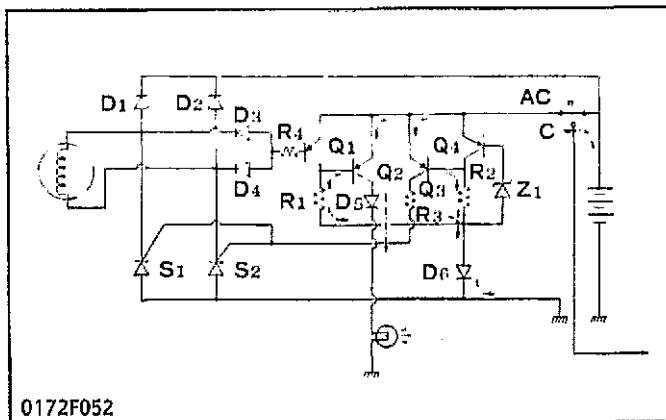 AC
D1 D2 D3
C
R4
Q1 Q4
Q2 R2
D4 Q3
R1 D5 R3 Z1
S1 S2 D6
0172F052